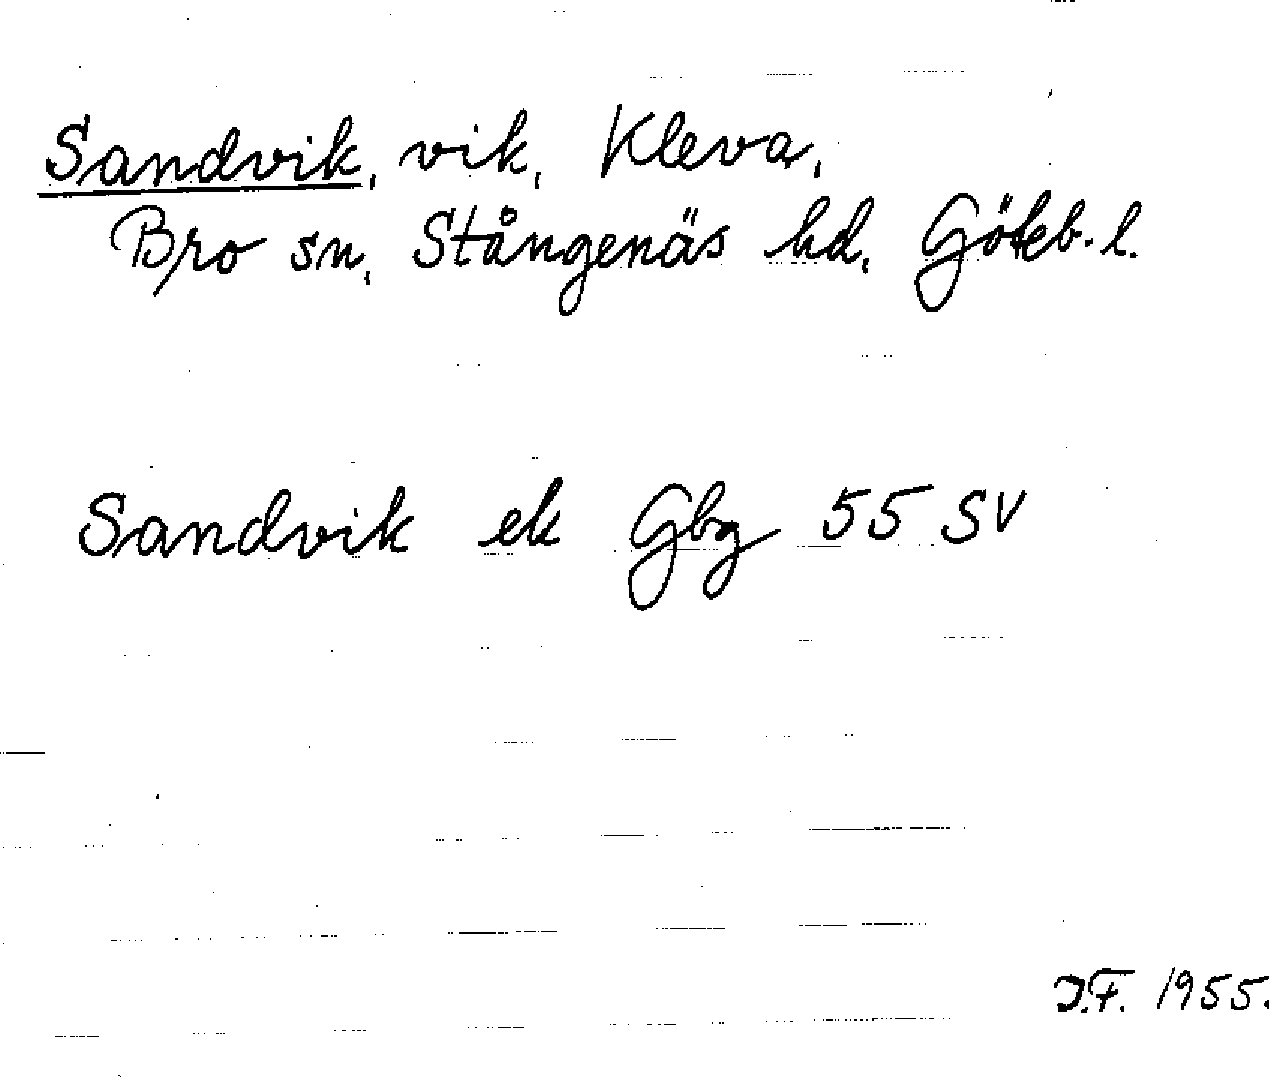 Sandvik, vik, Kleva,
Bro sn, Stångenäs hd, Göteb. l.
Sandvik ek Gbg 55 SV
J.F. 1955.